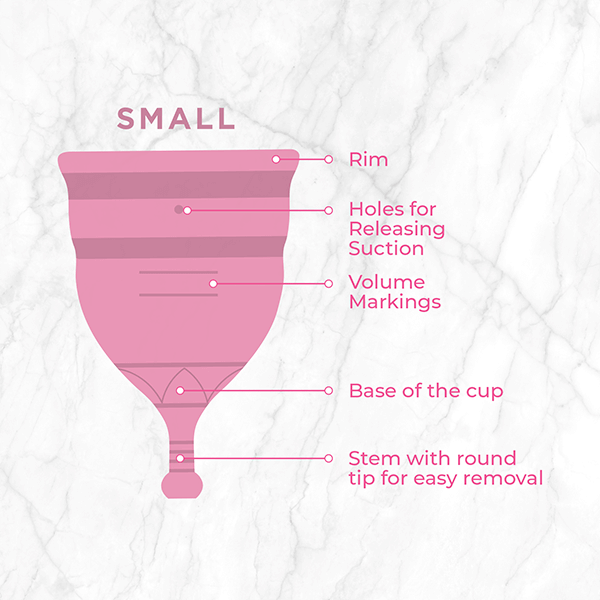 SMALL
Rim
Holes for
Releasing
Suction
Volume
Markings
Base of the cup
Stem with round
tip for easy removal